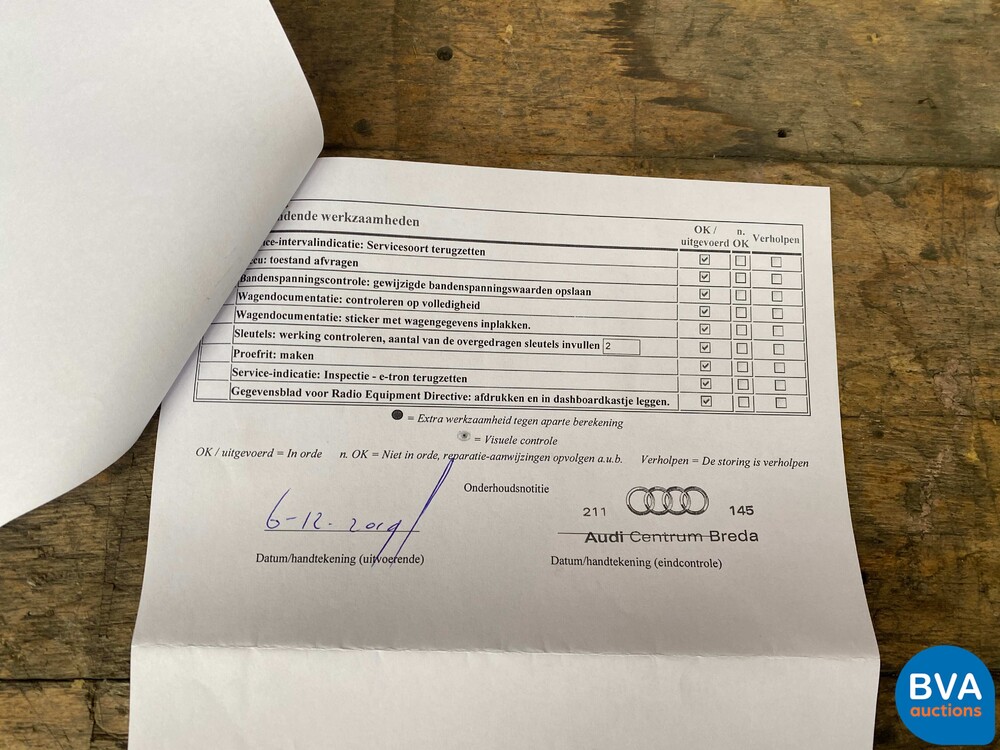 dende werkzaamheden
OK / uitgevoerd
n. OK
Verholpen
ce-intervalindicatie: Servicesoort terugzetten
toestand afvragen
Bandenspanningscontrole: gewijzigde bandenspanningswaarden opslaan
Wagendocumentatie: controleren op volledigheid
Wagendocumentatie: sticker met wagengegevens inplakken.
Sleutels: werking controleren, aantal van de overgedragen sleutels invullen 2
Proefrit: maken
Service-indicatie: Inspectie - e-tron terugzetten
Gegevensblad voor Radio Equipment Directive: afdrukken en in dashboardkastje leggen.
= Extra werkzaamheid tegen aparte berekening
= Visuele controle
OK / uitgevoerd = In orde n. OK = Niet in orde, reparatie-aanwijzingen opvolgen a.u.b. Verholpen = De storing is verholpen
Onderhoudsnotitie
6-12-2019
211 145
Audi Centrum Breda
Datum/handtekening (uitvoerende)
Datum/handtekening (eindcontrole)
BVA
auctions